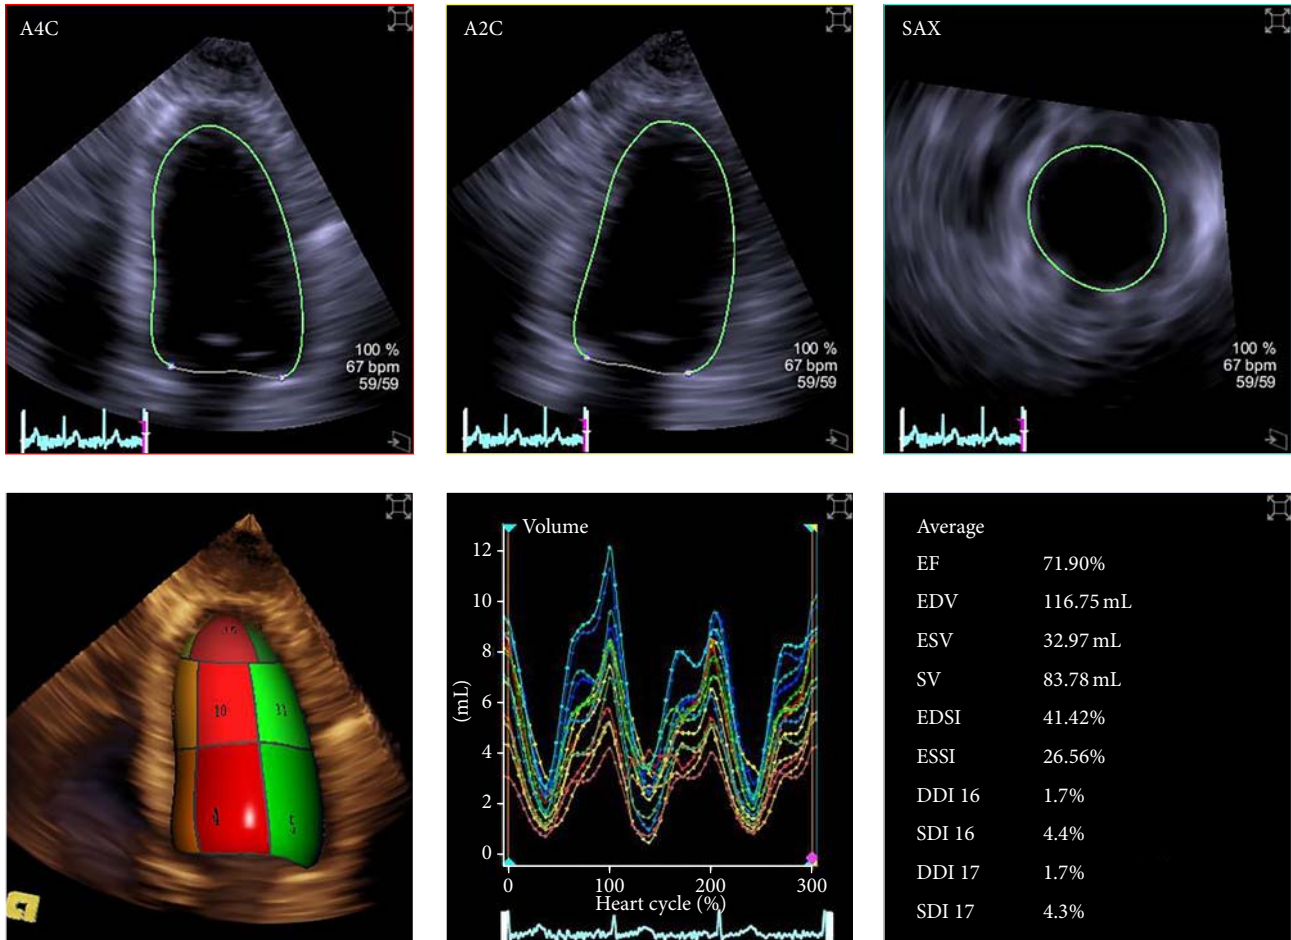 A4C
100 %
67 bpm
59/59
A2C
100 %
67 bpm
59/59
SAX
100 %
67 bpm
59/59
10
11
4
5
Volume
(mL)
12
10
8
6
4
2
0
0 100 200 300
Heart cycle (%)
Average
EF 71.90%
EDV 116.75 mL
ESV 32.97 mL
SV 83.78 mL
EDSI 41.42%
ESSI 26.56%
DDI 16 1.7%
SDI 16 4.4%
DDI 17 1.7%
SDI 17 4.3%